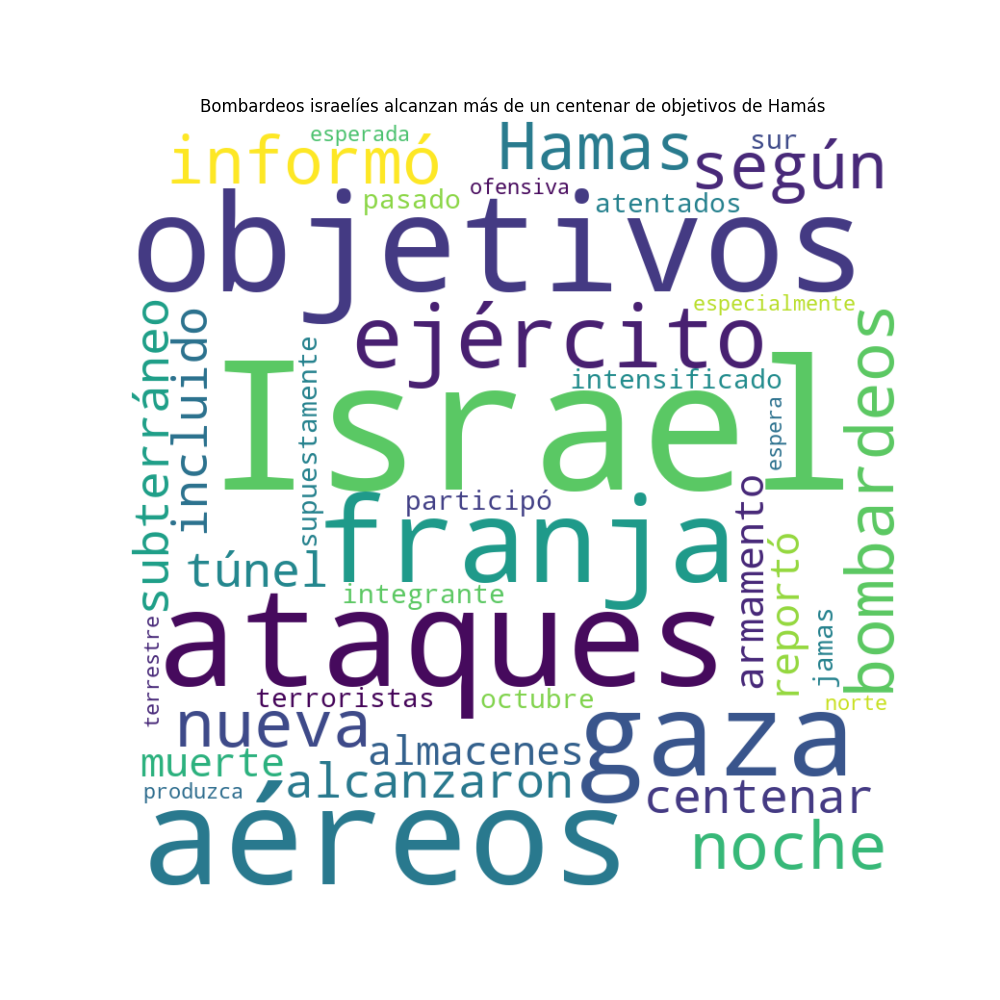 Bombardeos israelíes alcanzan más de un centenar de objetivos de Hamás
esperada
informó
Hamas
sur
según
ofensiva
pasado
atentados
objetivos
especialmente
subterráneo
incluido
ejército
bombardeos
supuestamente
intensificado
espera
Israel
participó
franja
túnel
armamento
reportó
integrante
ataques
jamas
terrestre
terroristas
octubre
norte
nueva
gaza
almacenes
muerte
alcanzaron
produzca
centenar
aéreos
noche